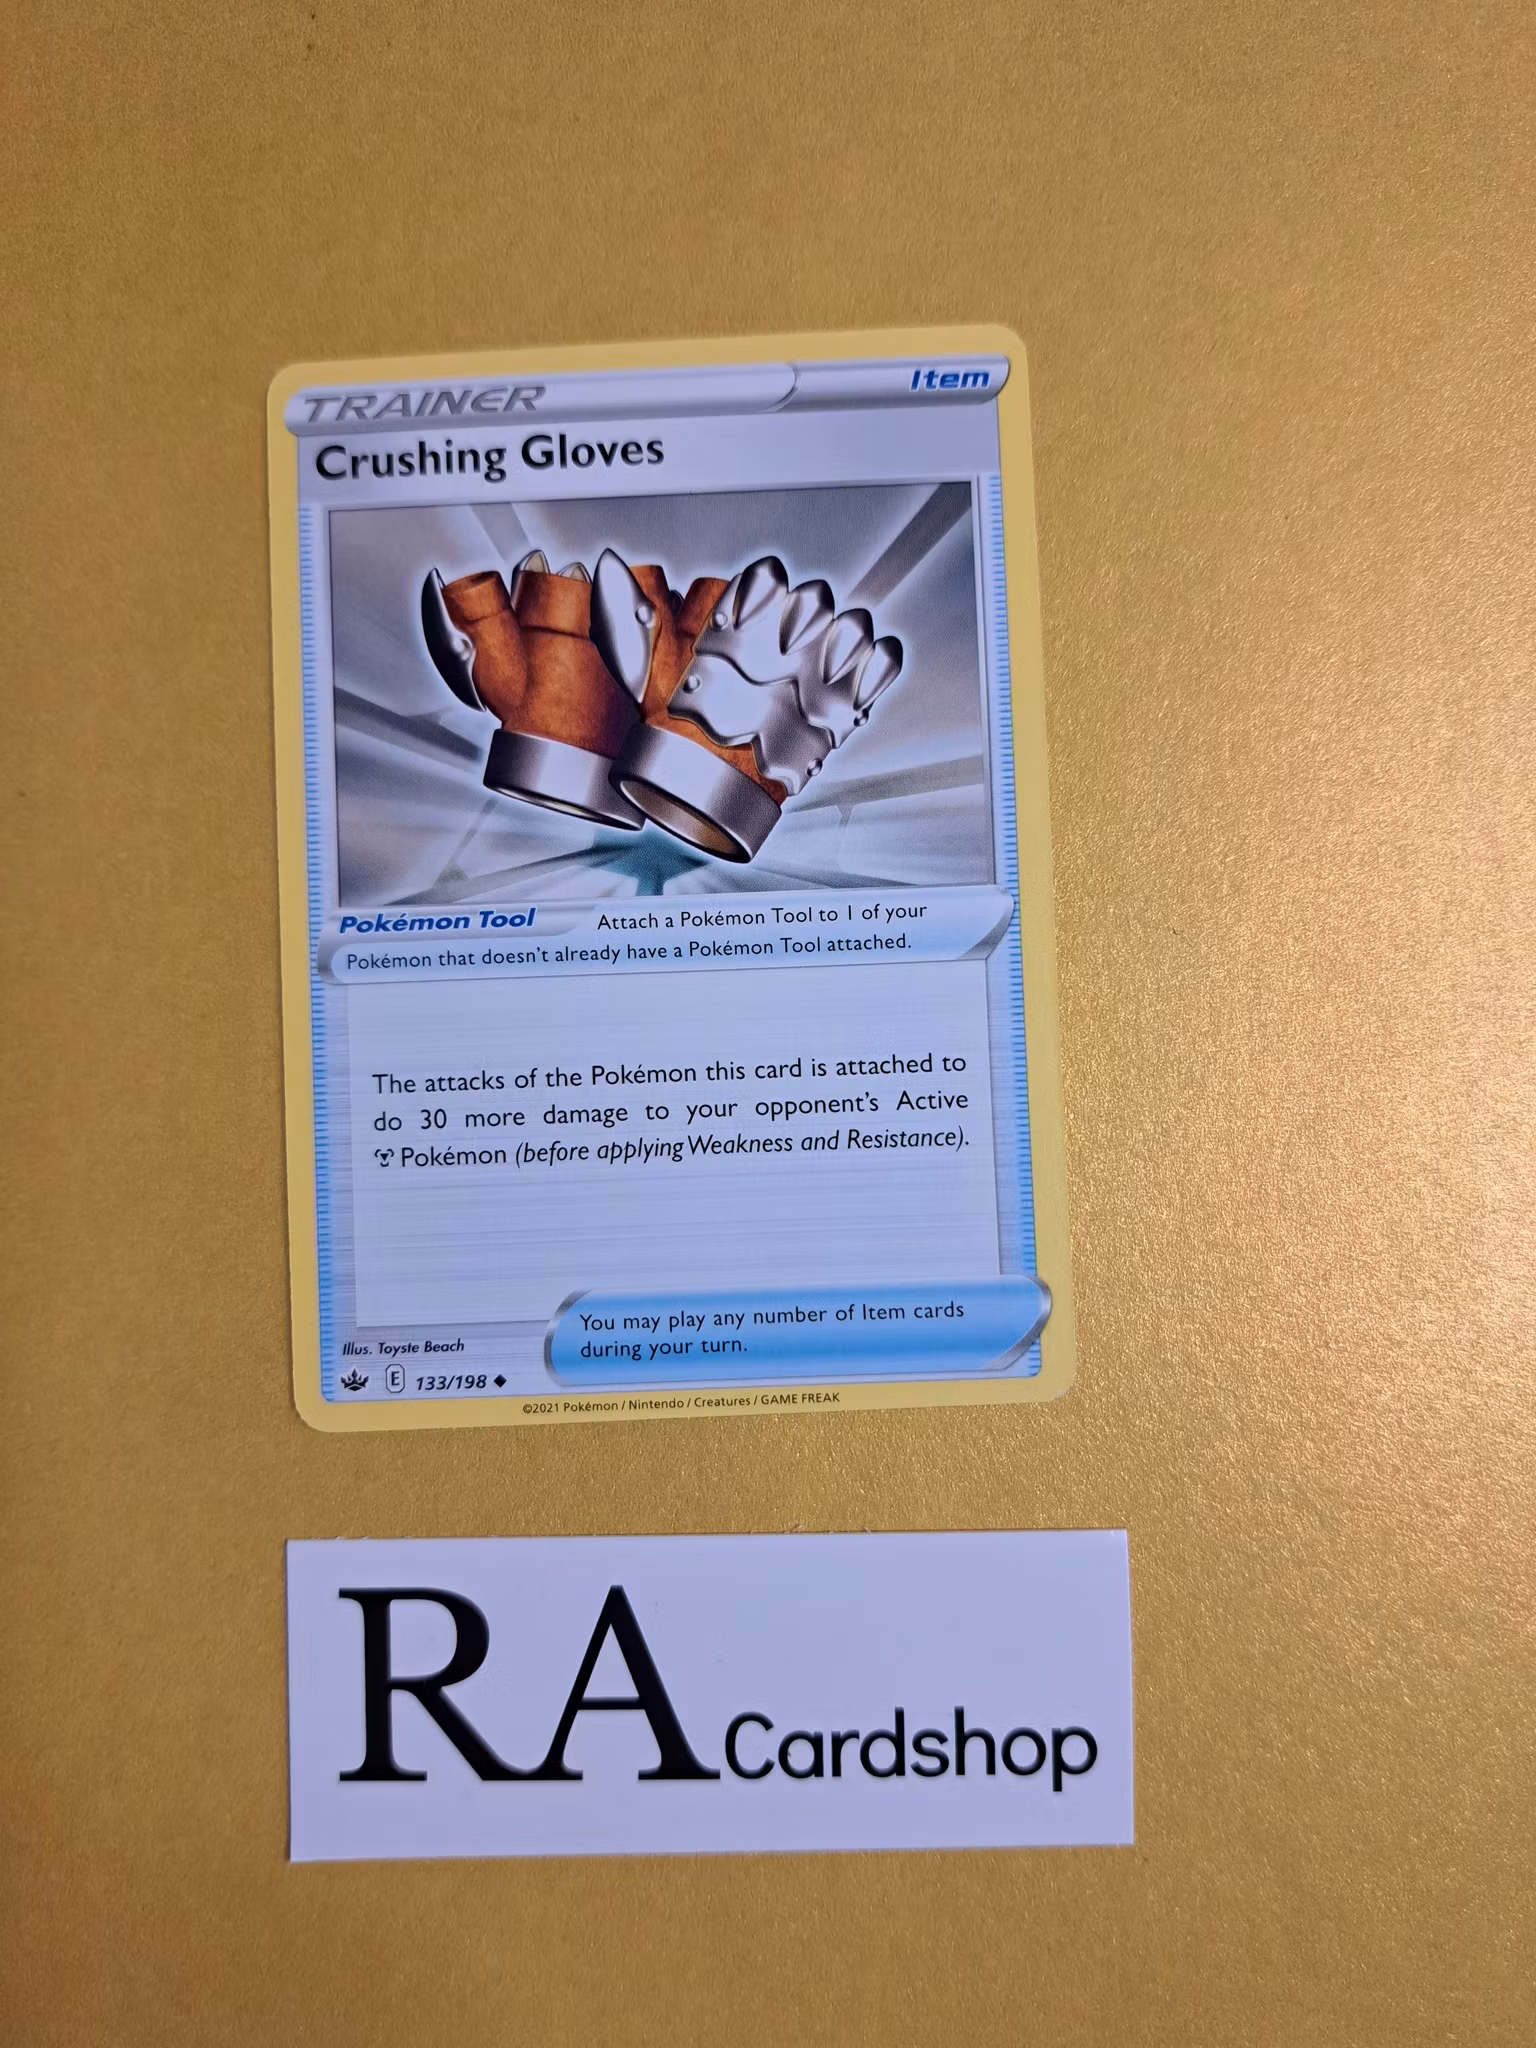 TRAINER Item
Crushing Gloves
Pokémon Tool Attach a Pokémon Tool to 1 of your
Pokémon that doesn't already have a Pokémon Tool attached.
The attacks of the Pokémon this card is attached to
do 30 more damage to your opponent's Active
Pokémon (before applying Weakness and Resistance).
You may play any number of Item cards
during your turn.
Illus. Toyste Beach
E 133/198
©2021 Pokémon / Nintendo / Creatures / GAME FREAK
RA Cardshop